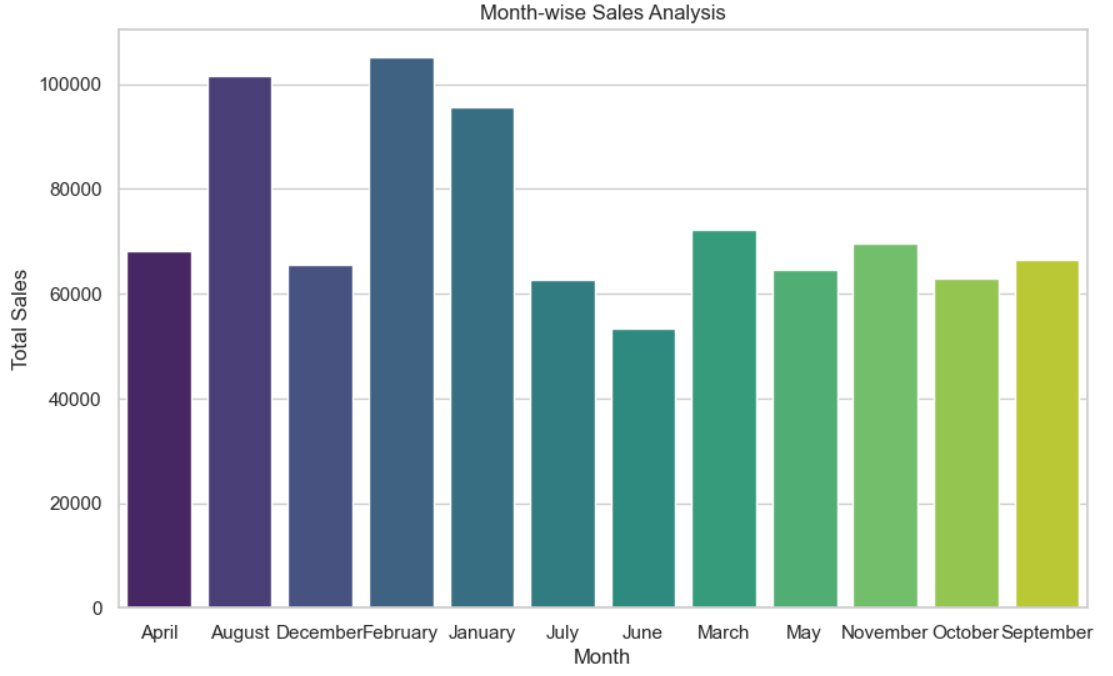 Month-wise Sales Analysis
Total Sales
100000
80000
60000
40000
20000
0
April August December February January July June March May November October September
Month